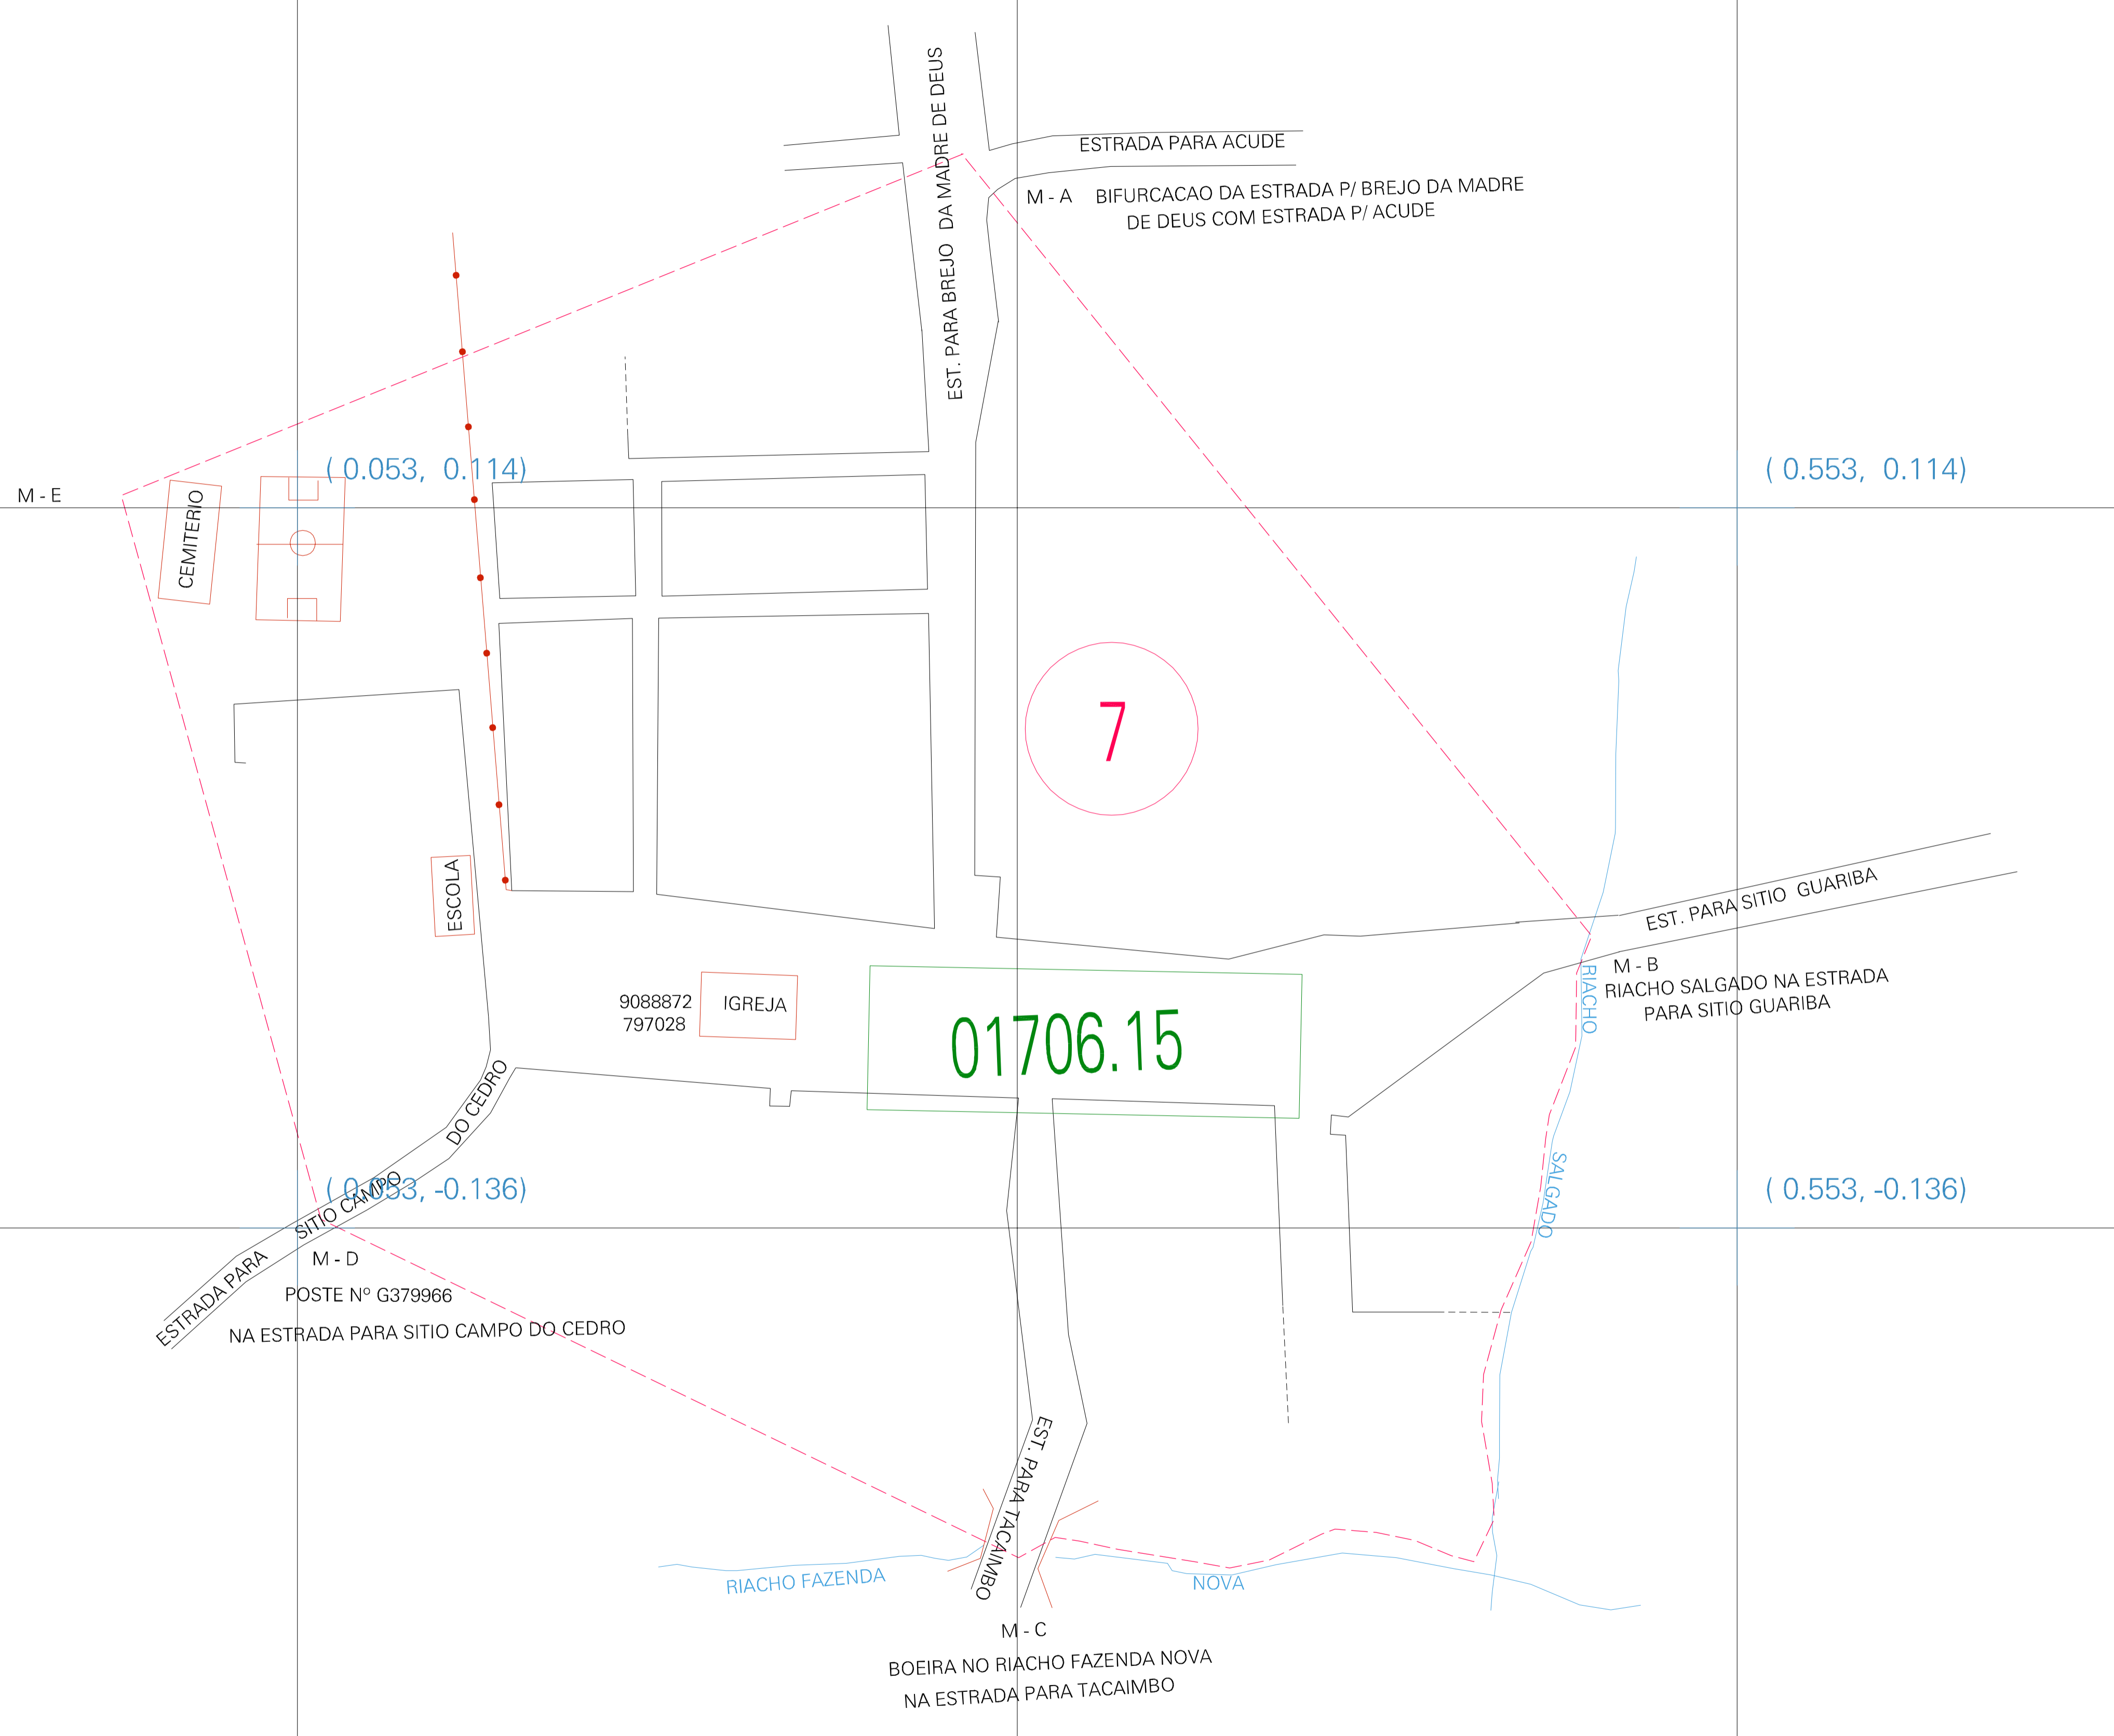 EST. PARA BREJO DA MADRE DE DEUS
ESTRADA PARA ACUDE
M - A BIFURCACAO DA ESTRADA P/ BREJO DA MADRE
DE DEUS COM ESTRADA P/ ACUDE
( 0.053, 0.114)
( 0.553, 0.114)
M - E
CEMITERIO
7
ESCOLA
EST. PARA SITIO GUARIBA
M - B
RIACHO SALGADO NA ESTRADA
PARA SITIO GUARIBA
9088872
797028
IGREJA
01706.15
RIACHO
SALGADO
( 0.053, -0.136)
( 0.553, -0.136)
ESTRADA PARA SITIO CAMPO DO CEDRO
M - D
POSTE Nº G379966
NA ESTRADA PARA SITIO CAMPO DO CEDRO
EST. PARA TACAIMBO
RIACHO FAZENDA
NOVA
M - C
BOEIRA NO RIACHO FAZENDA NOVA
NA ESTRADA PARA TACAIMBO